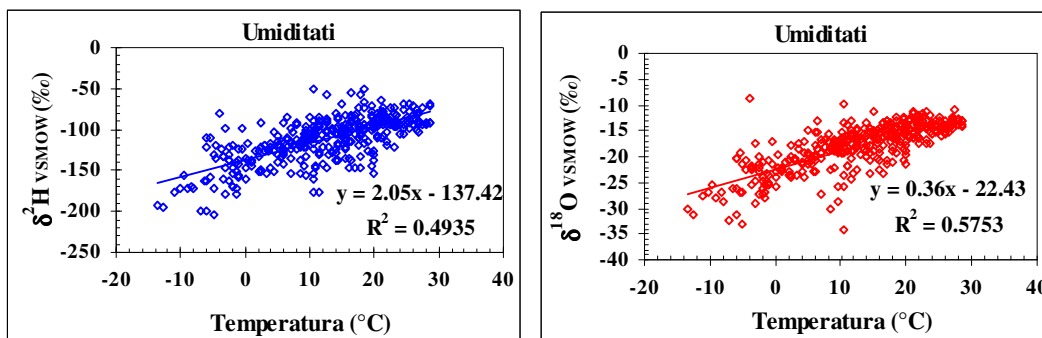 Umiditati
0
-50
-100
-150
-200
-250
δ²H VSMOW (‰)
y = 2.05x - 137.42
R² = 0.4935
-20 -10 0 10 20 30 40
Temperatura (°C)
Umiditati
0
-5
-10
-15
-20
-25
-30
-35
-40
δ¹⁸O VSMOW (‰)
y = 0.36x - 22.43
R² = 0.5753
-20 -10 0 10 20 30 40
Temperatura (°C)